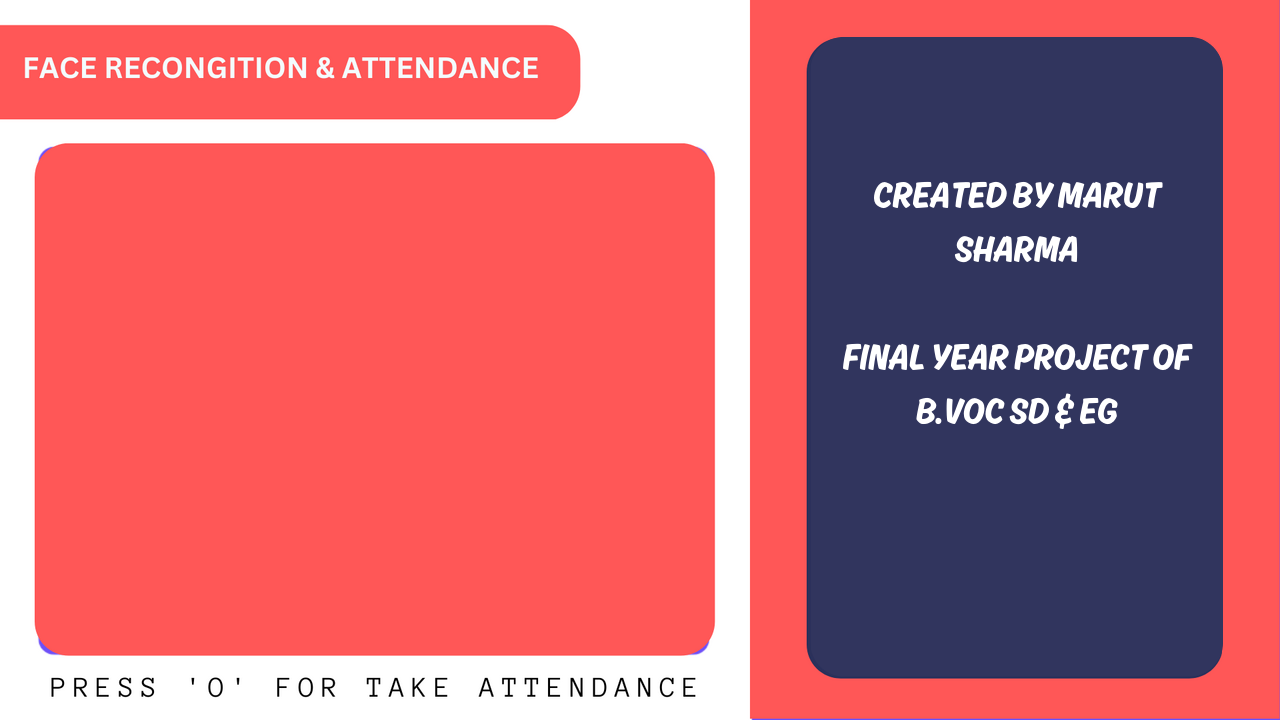 FACE RECONGITION & ATTENDANCE
CREATED BY MARUT
SHARMA
FINAL YEAR PROJECT OF
B.VOC SD & EG
PRESS 'O' FOR TAKE ATTENDANCE